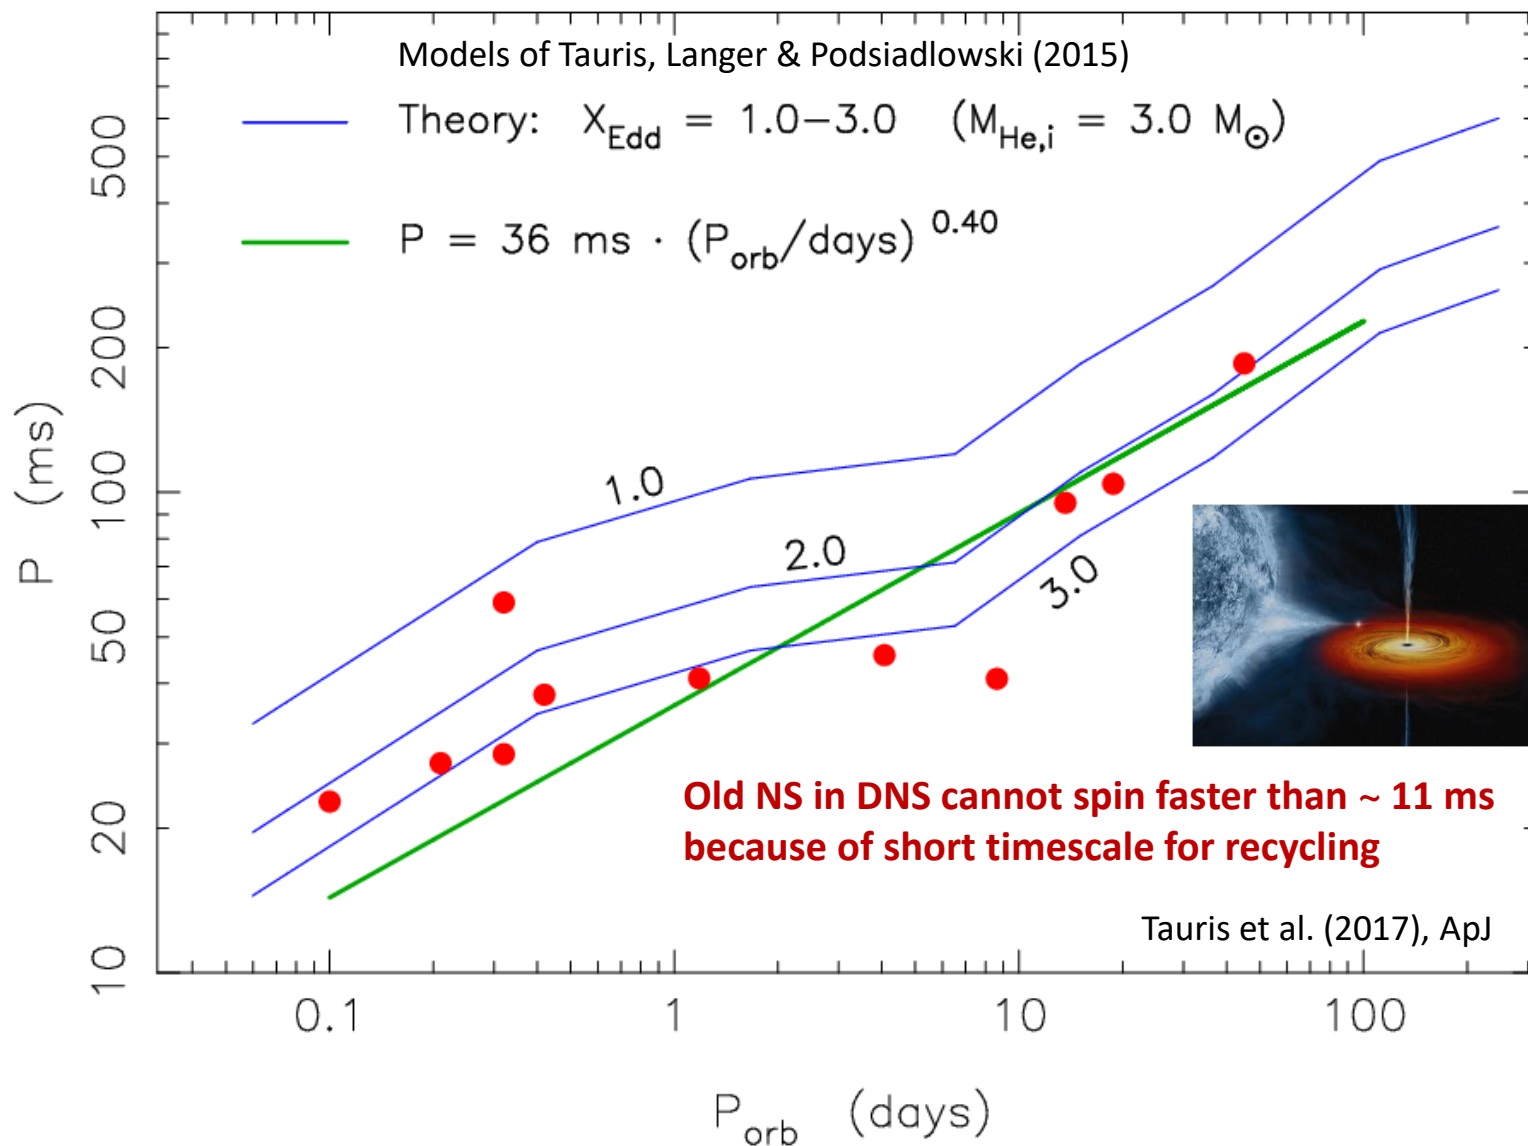 Models of Tauris, Langer & Podsiadlowski (2015)
Theory: X_Edd = 1.0–3.0 (M_He,i = 3.0 M_⊙)
P = 36 ms · (P_orb/days)^0.40
500
200
100
50
20
10
P (ms)
1.0
2.0
3.0
Old NS in DNS cannot spin faster than ~ 11 ms
because of short timescale for recycling
Tauris et al. (2017), ApJ
0.1 1 10 100
P_orb (days)